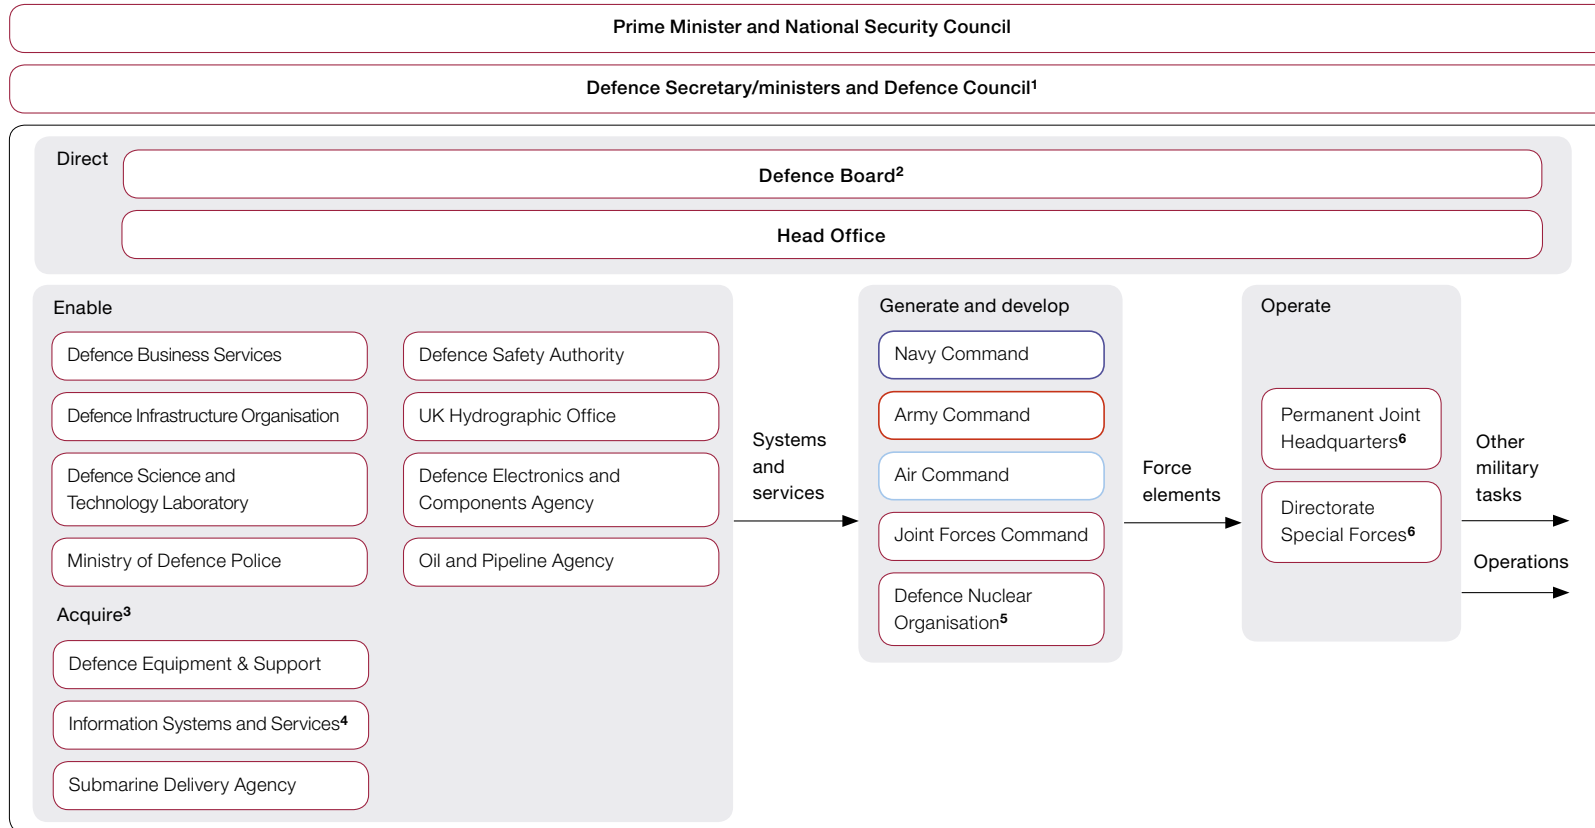 Prime Minister and National Security Council
Defence Secretary/ministers and Defence Council¹
Direct
Defence Board²
Head Office
Enable
Defence Business Services
Defence Infrastructure Organisation
Defence Science and
Technology Laboratory
Ministry of Defence Police
Defence Safety Authority
UK Hydrographic Office
Defence Electronics and
Components Agency
Oil and Pipeline Agency
Acquire³
Defence Equipment & Support
Information Systems and Services⁴
Submarine Delivery Agency
Systems
and
services
Generate and develop
Navy Command
Army Command
Air Command
Joint Forces Command
Defence Nuclear
Organisation⁵
Force
elements
Operate
Permanent Joint
Headquarters⁶
Directorate
Special Forces⁶
Other
military
tasks
Operations